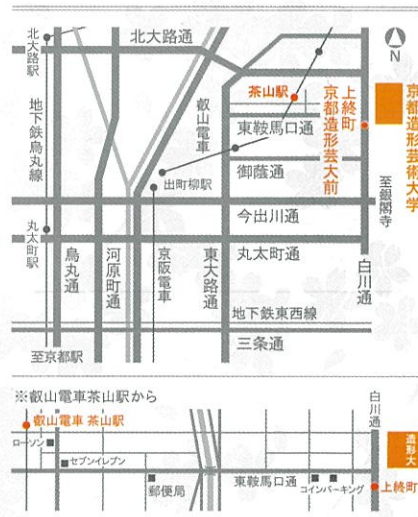 北大路通
北大路駅
N
地下鉄烏丸線
叡山電車
茶山駅
上終町
京都造形芸大前
京都造形芸術大学
東鞍馬口通
御蔭通
出町柳駅
至銀閣寺
今出川通
丸太町駅
丸太町通
烏丸通
河原町通
京阪電車
東大路通
白川通
地下鉄東西線
三条通
至京都駅
※叡山電車茶山駅から
白川通
叡山電車 茶山駅
ローソン
セブンイレブン
造形大
郵便局
東鞍馬口通
コインパーキング
上終町